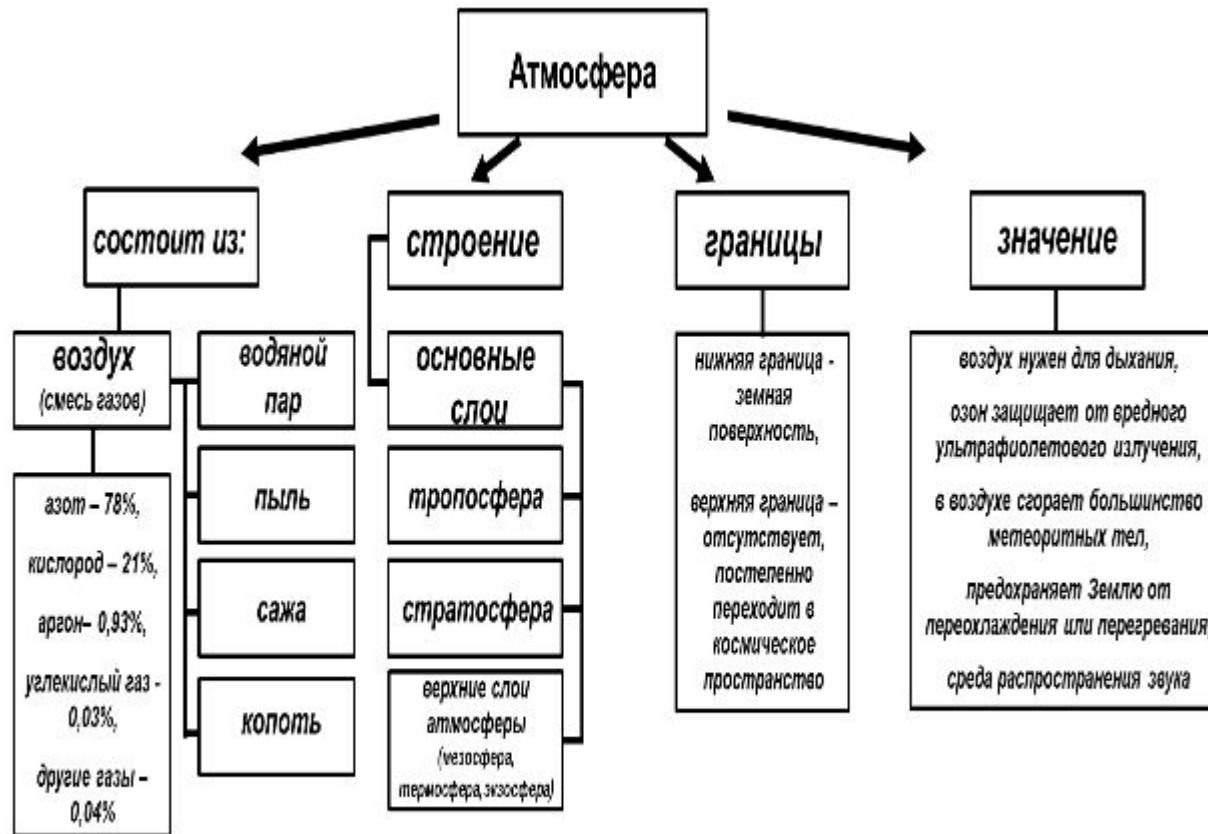 Атмосфера
состоит из:
воздух
(смесь газов)
азот – 78%,
кислород – 21%,
аргон– 0,93%,
углекислый газ -
0,03%,
другие газы –
0,04%
водяной
пар
пыль
сажа
копоть
строение
основные
слои
тропосфера
стратосфера
верхние слои
атмосферы
(мезосфера,
термосфера, экзосфера)
границы
нижняя граница -
земная
поверхность,
верхняя граница –
отсутствует,
постепенно
переходит в
космическое
пространство
значение
воздух нужен для дыхания,
озон защищает от вредного
ультрафиолетового излучения,
в воздухе сгорает большинство
метеоритных тел,
предохраняет Землю от
переохлаждения или перегревания,
среда распространения звука